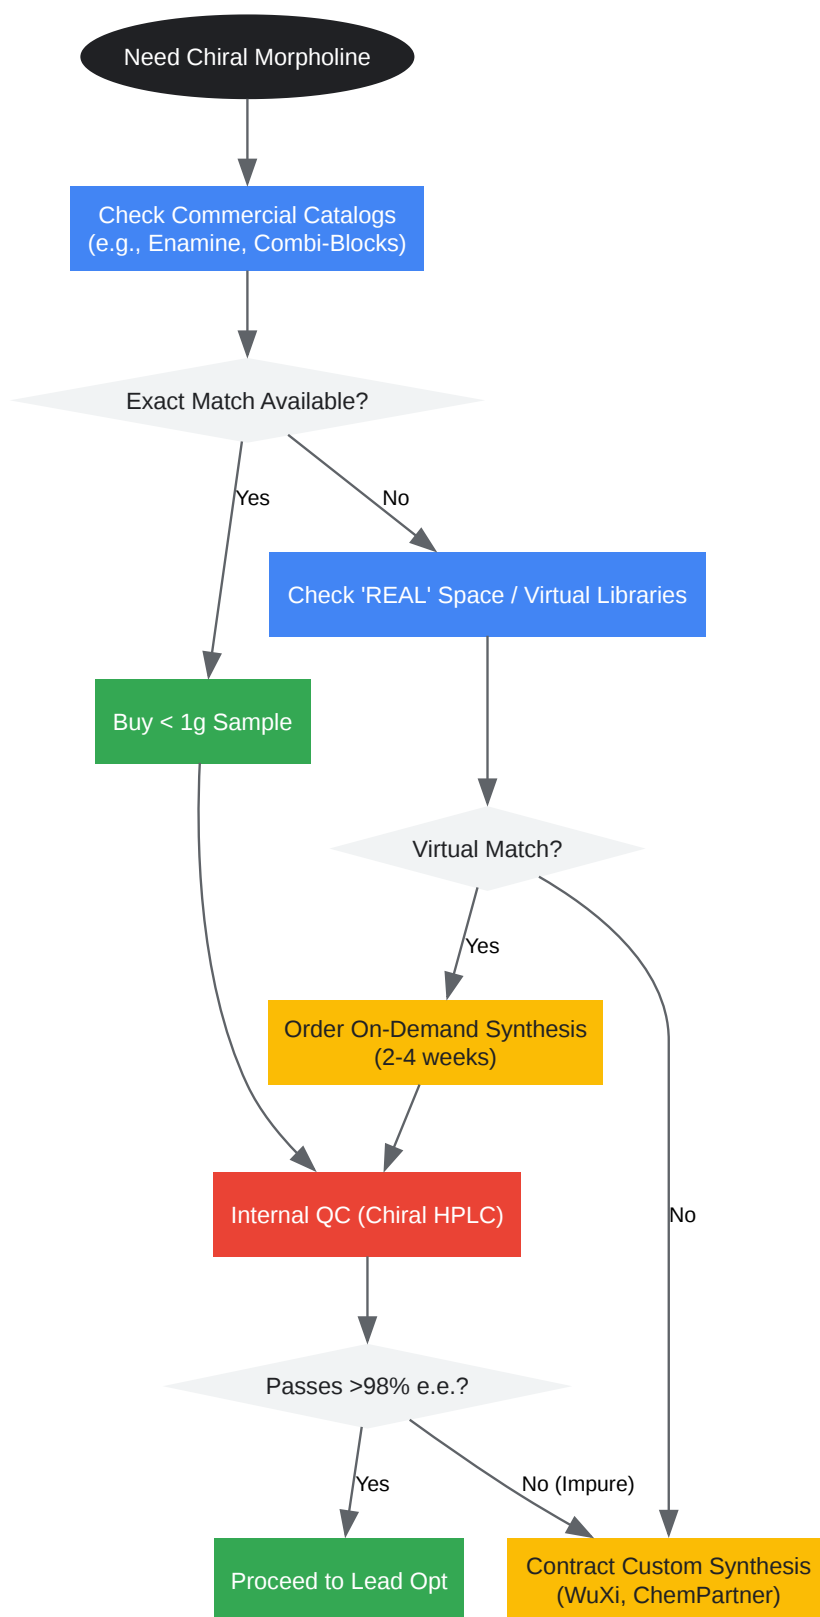 Need Chiral Morpholine
Check Commercial Catalogs
(e.g., Enamine, Combi-Blocks)
Exact Match Available?
Yes
No
Check 'REAL' Space / Virtual Libraries
Buy < 1g Sample
Virtual Match?
Yes
Order On-Demand Synthesis
(2-4 weeks)
Internal QC (Chiral HPLC)
No
Passes >98% e.e.?
Yes
No (Impure)
Proceed to Lead Opt
Contract Custom Synthesis
(WuXi, ChemPartner)